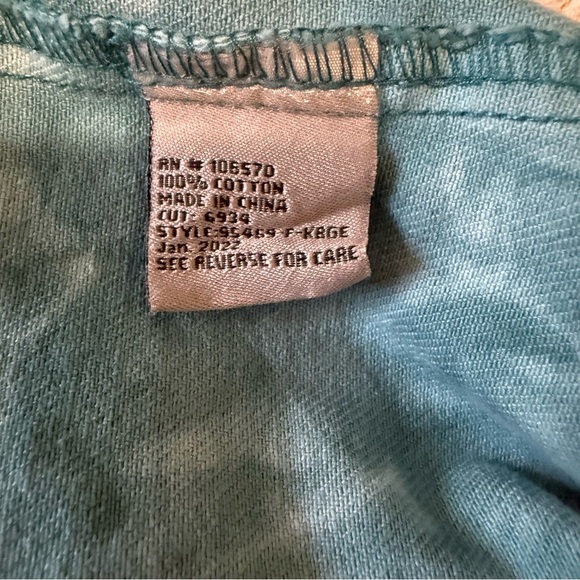 RN # 106570
100% COTTON
MADE IN CHINA
CUT: 6934
STYLE:95469-F-KBGE
Jan. 2022
SEE REVERSE FOR CARE